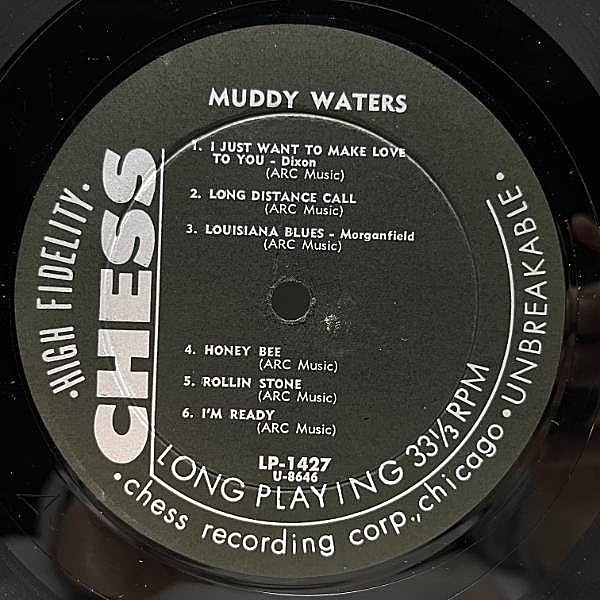 MUDDY WATERS
1. I JUST WANT TO MAKE LOVE
TO YOU - Dixon
(ARC Music)
2. LONG DISTANCE CALL
(ARC Music)
3. LOUISIANA BLUES - Morganfield
(ARC Music)
4. HONEY BEE
(ARC Music)
5. ROLLIN STONE
(ARC Music)
6. I'M READY
(ARC Music)
LP-1427
U-8646
CHESS
LONG PLAYING 33⅓ RPM
•HIGH FIDELITY•
•chess recording corp., chicago•UNBREAKABLE•